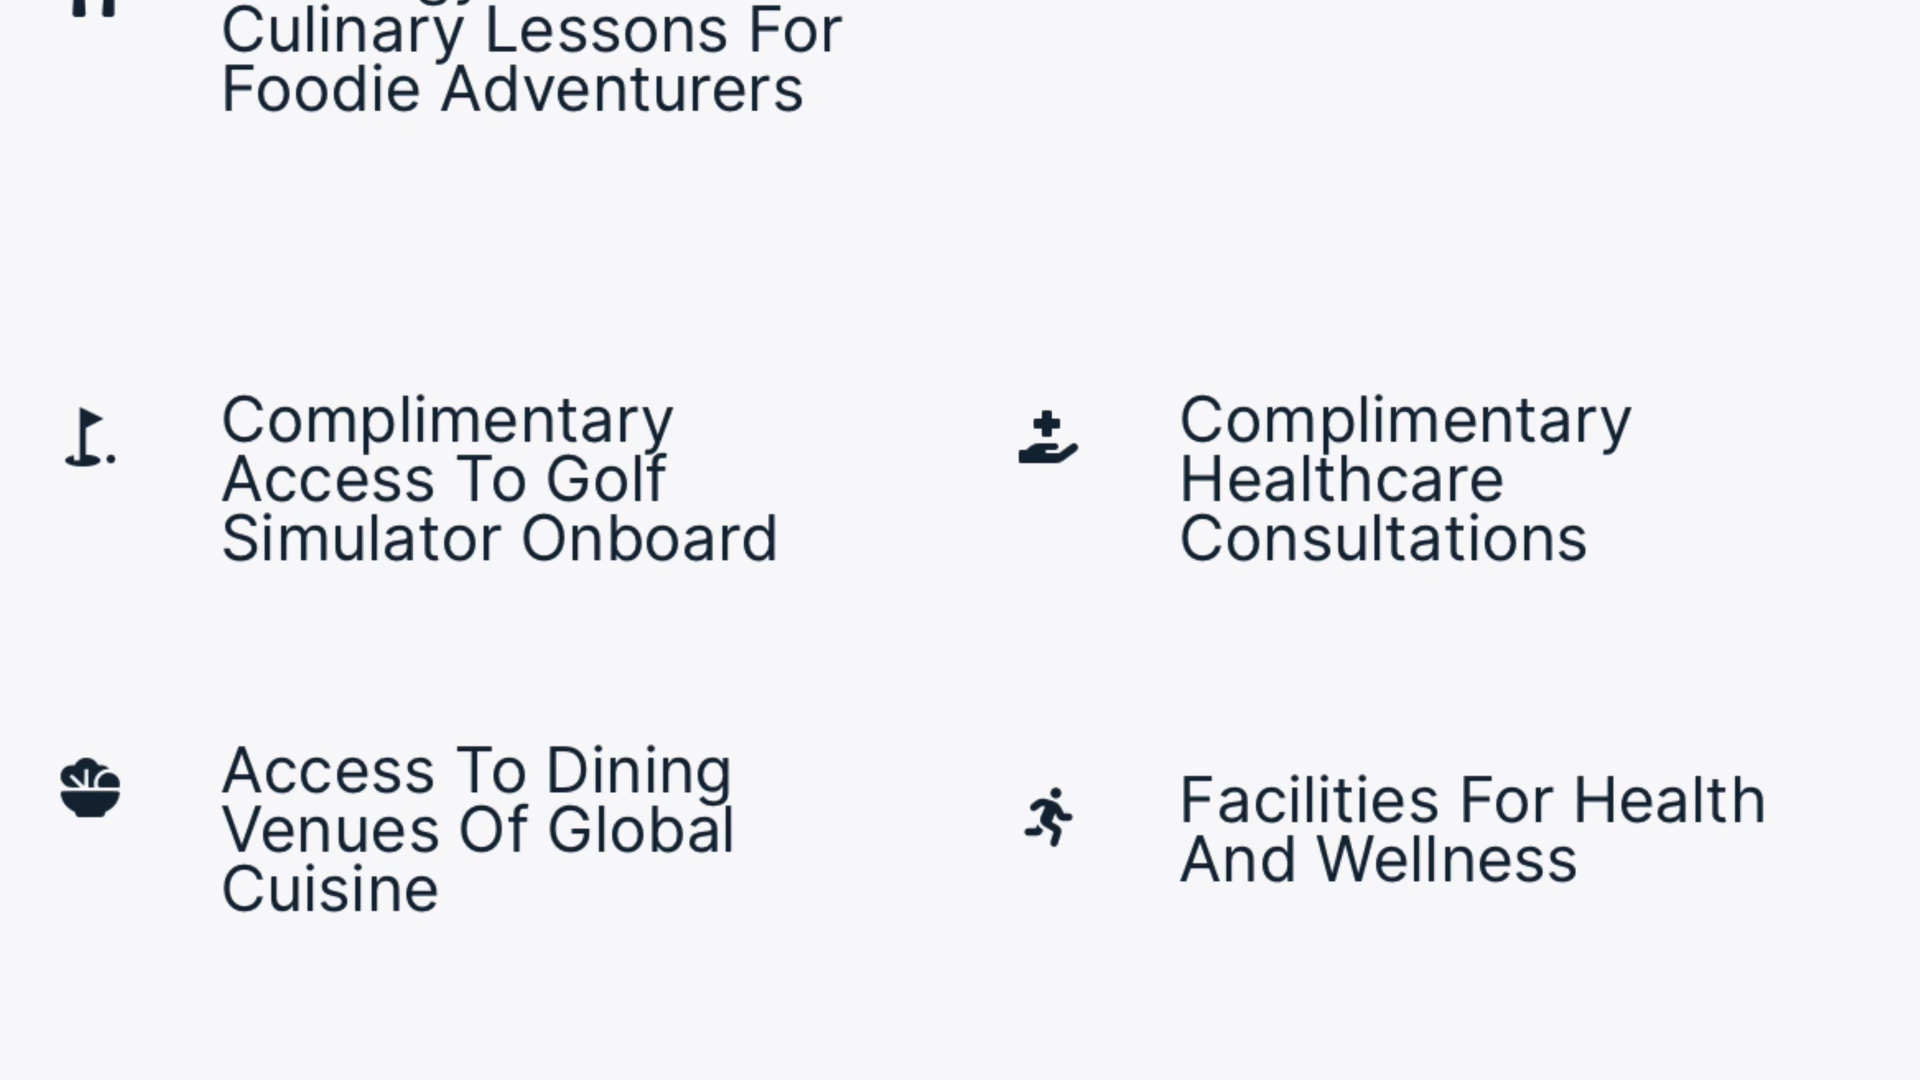 Culinary Lessons For
Foodie Adventurers
Complimentary
Access To Golf
Simulator Onboard
Complimentary
Healthcare
Consultations
Access To Dining
Venues Of Global
Cuisine
Facilities For Health
And Wellness